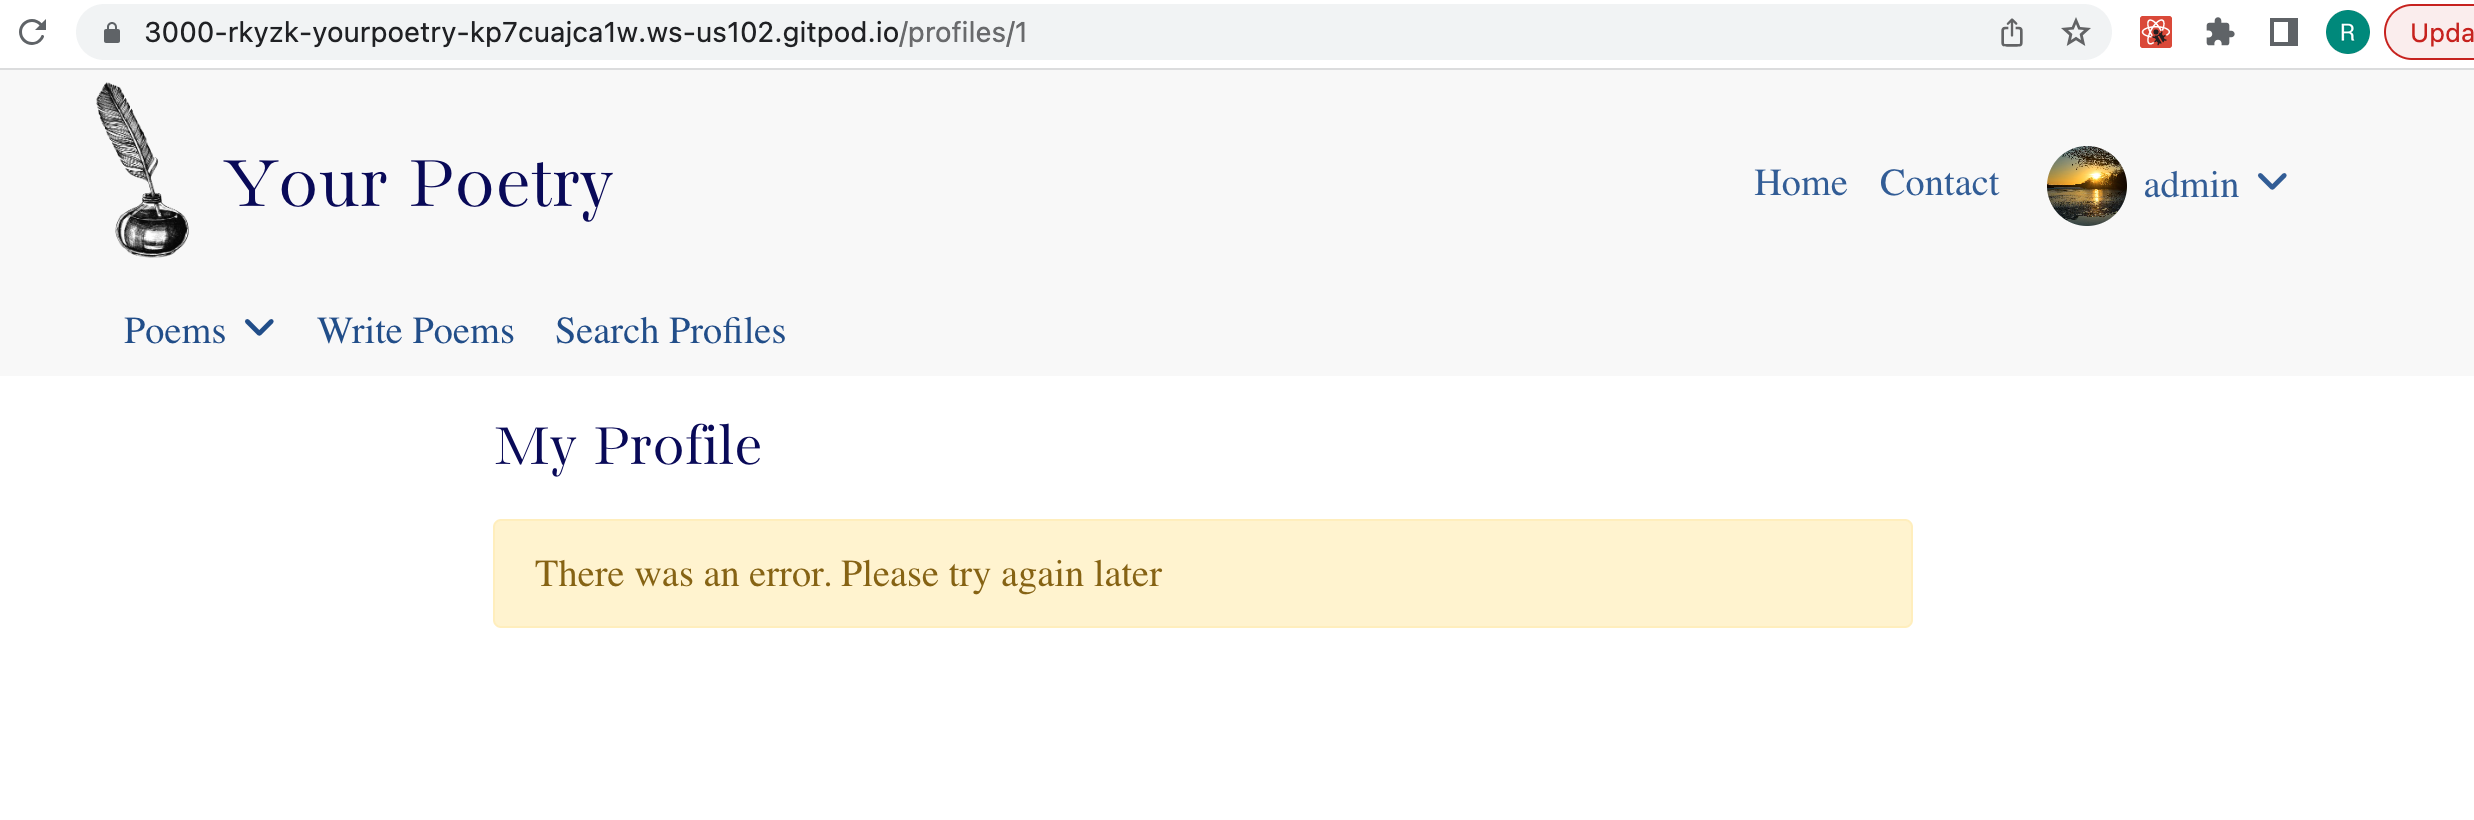 3000-rkyzk-yourpoetry-kp7cuajca1w.ws-us102.gitpod.io/profiles/1
R
Upda
Your Poetry
Home Contact admin
Poems Write Poems Search Profiles
My Profile
There was an error. Please try again later